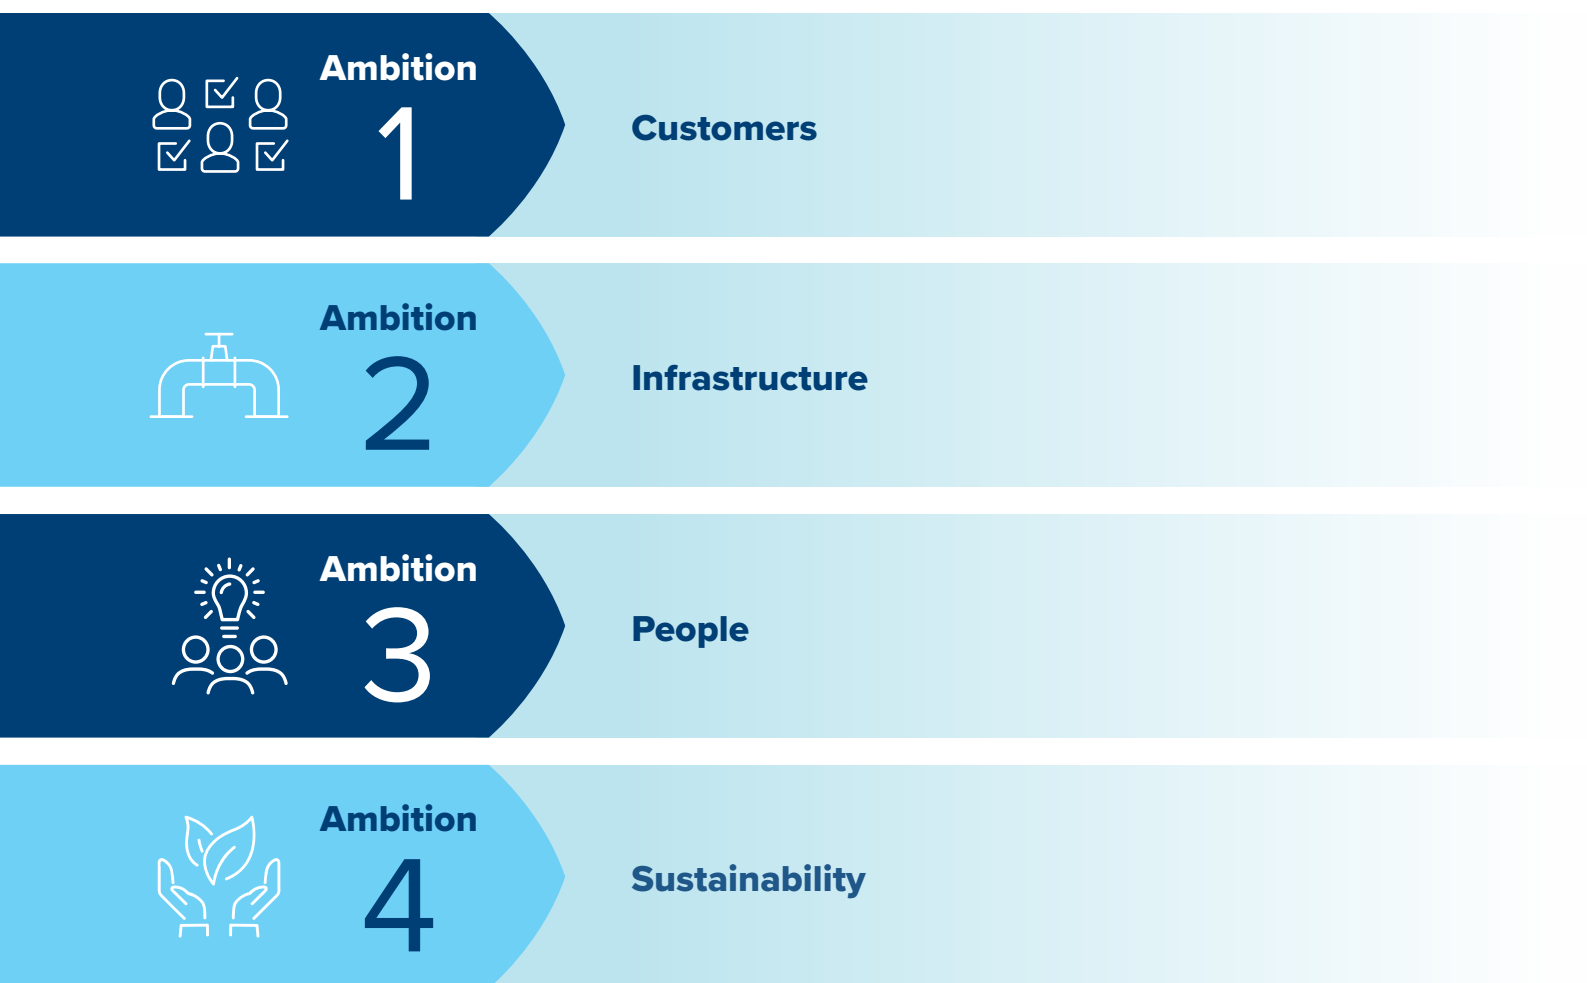 Ambition
1
Customers
Ambition
2
Infrastructure
Ambition
3
People
Ambition
4
Sustainability